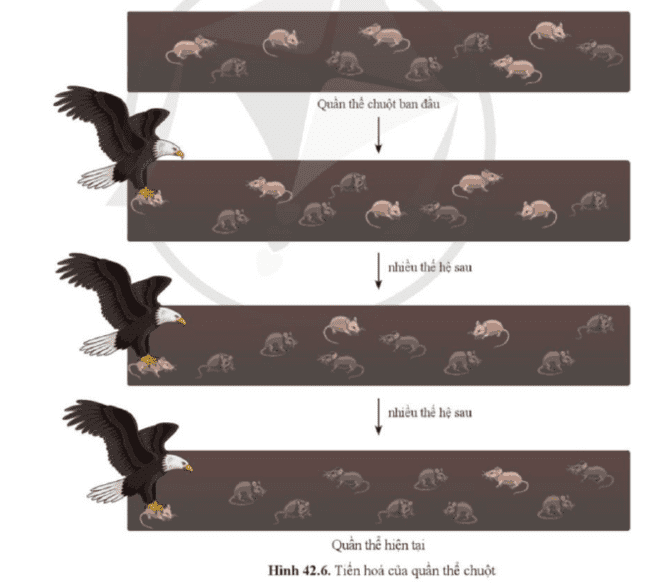 Quần thể chuột ban đầu
nhiều thế hệ sau
nhiều thế hệ sau
Quần thể hiện tại
Hình 42.6. Tiến hoá của quần thể chuột